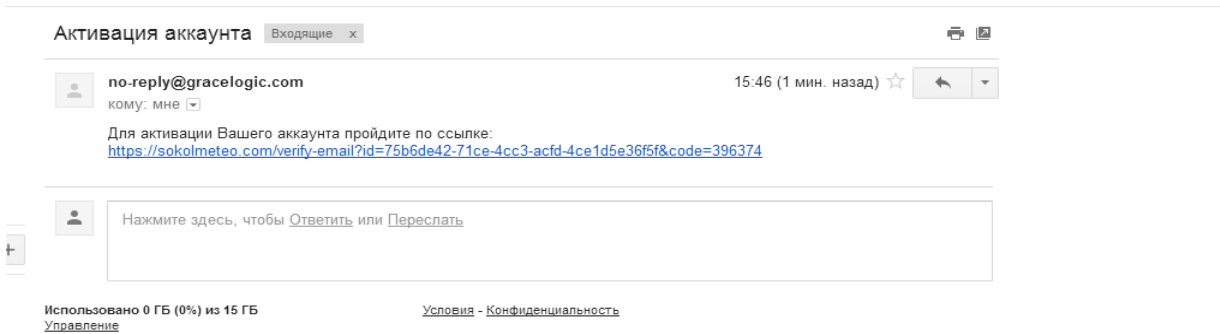 Активация аккаунта Входящие x
no-reply@gracelogic.com 15:46 (1 мин. назад)
кому: мне
Для активации Вашего аккаунта пройдите по ссылке:
https://sokolmeteo.com/verify-email?id=75b6de42-71ce-4cc3-acfd-4ce1d5e36f5f&code=396374
Нажмите здесь, чтобы Ответить или Переслать
+
Использовано 0 ГБ (0%) из 15 ГБ Условия - Конфиденциальность
Управление